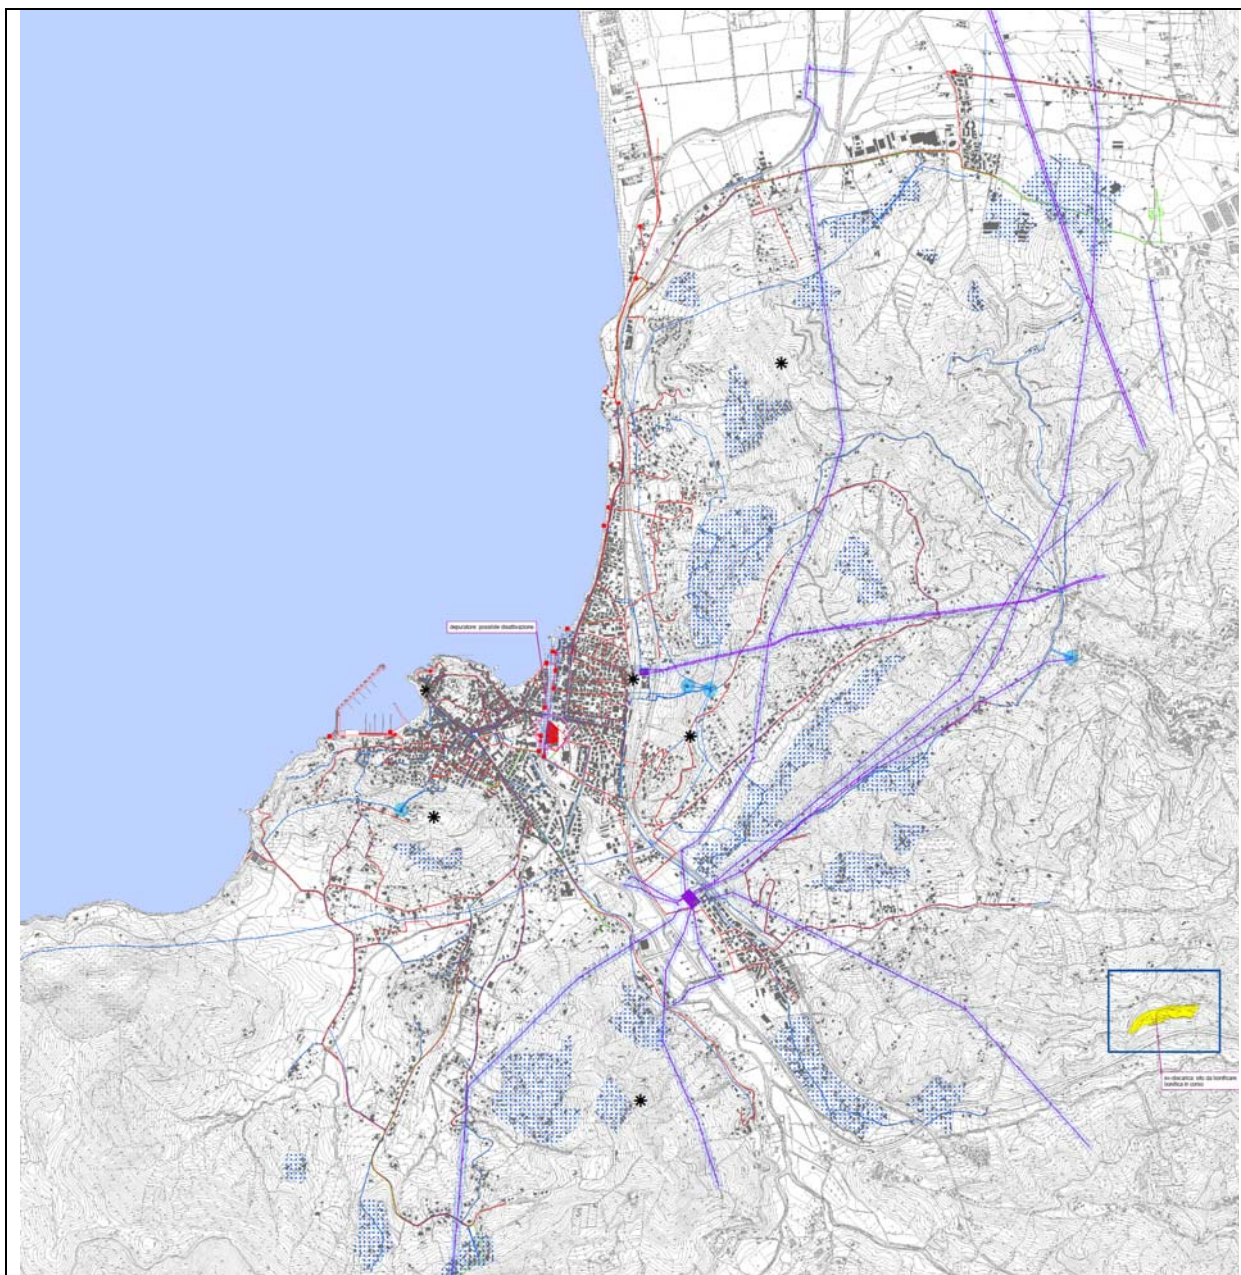 depuratore: possibile disattivazione
ex-discarica: sito da bonificare
bonifica in corso